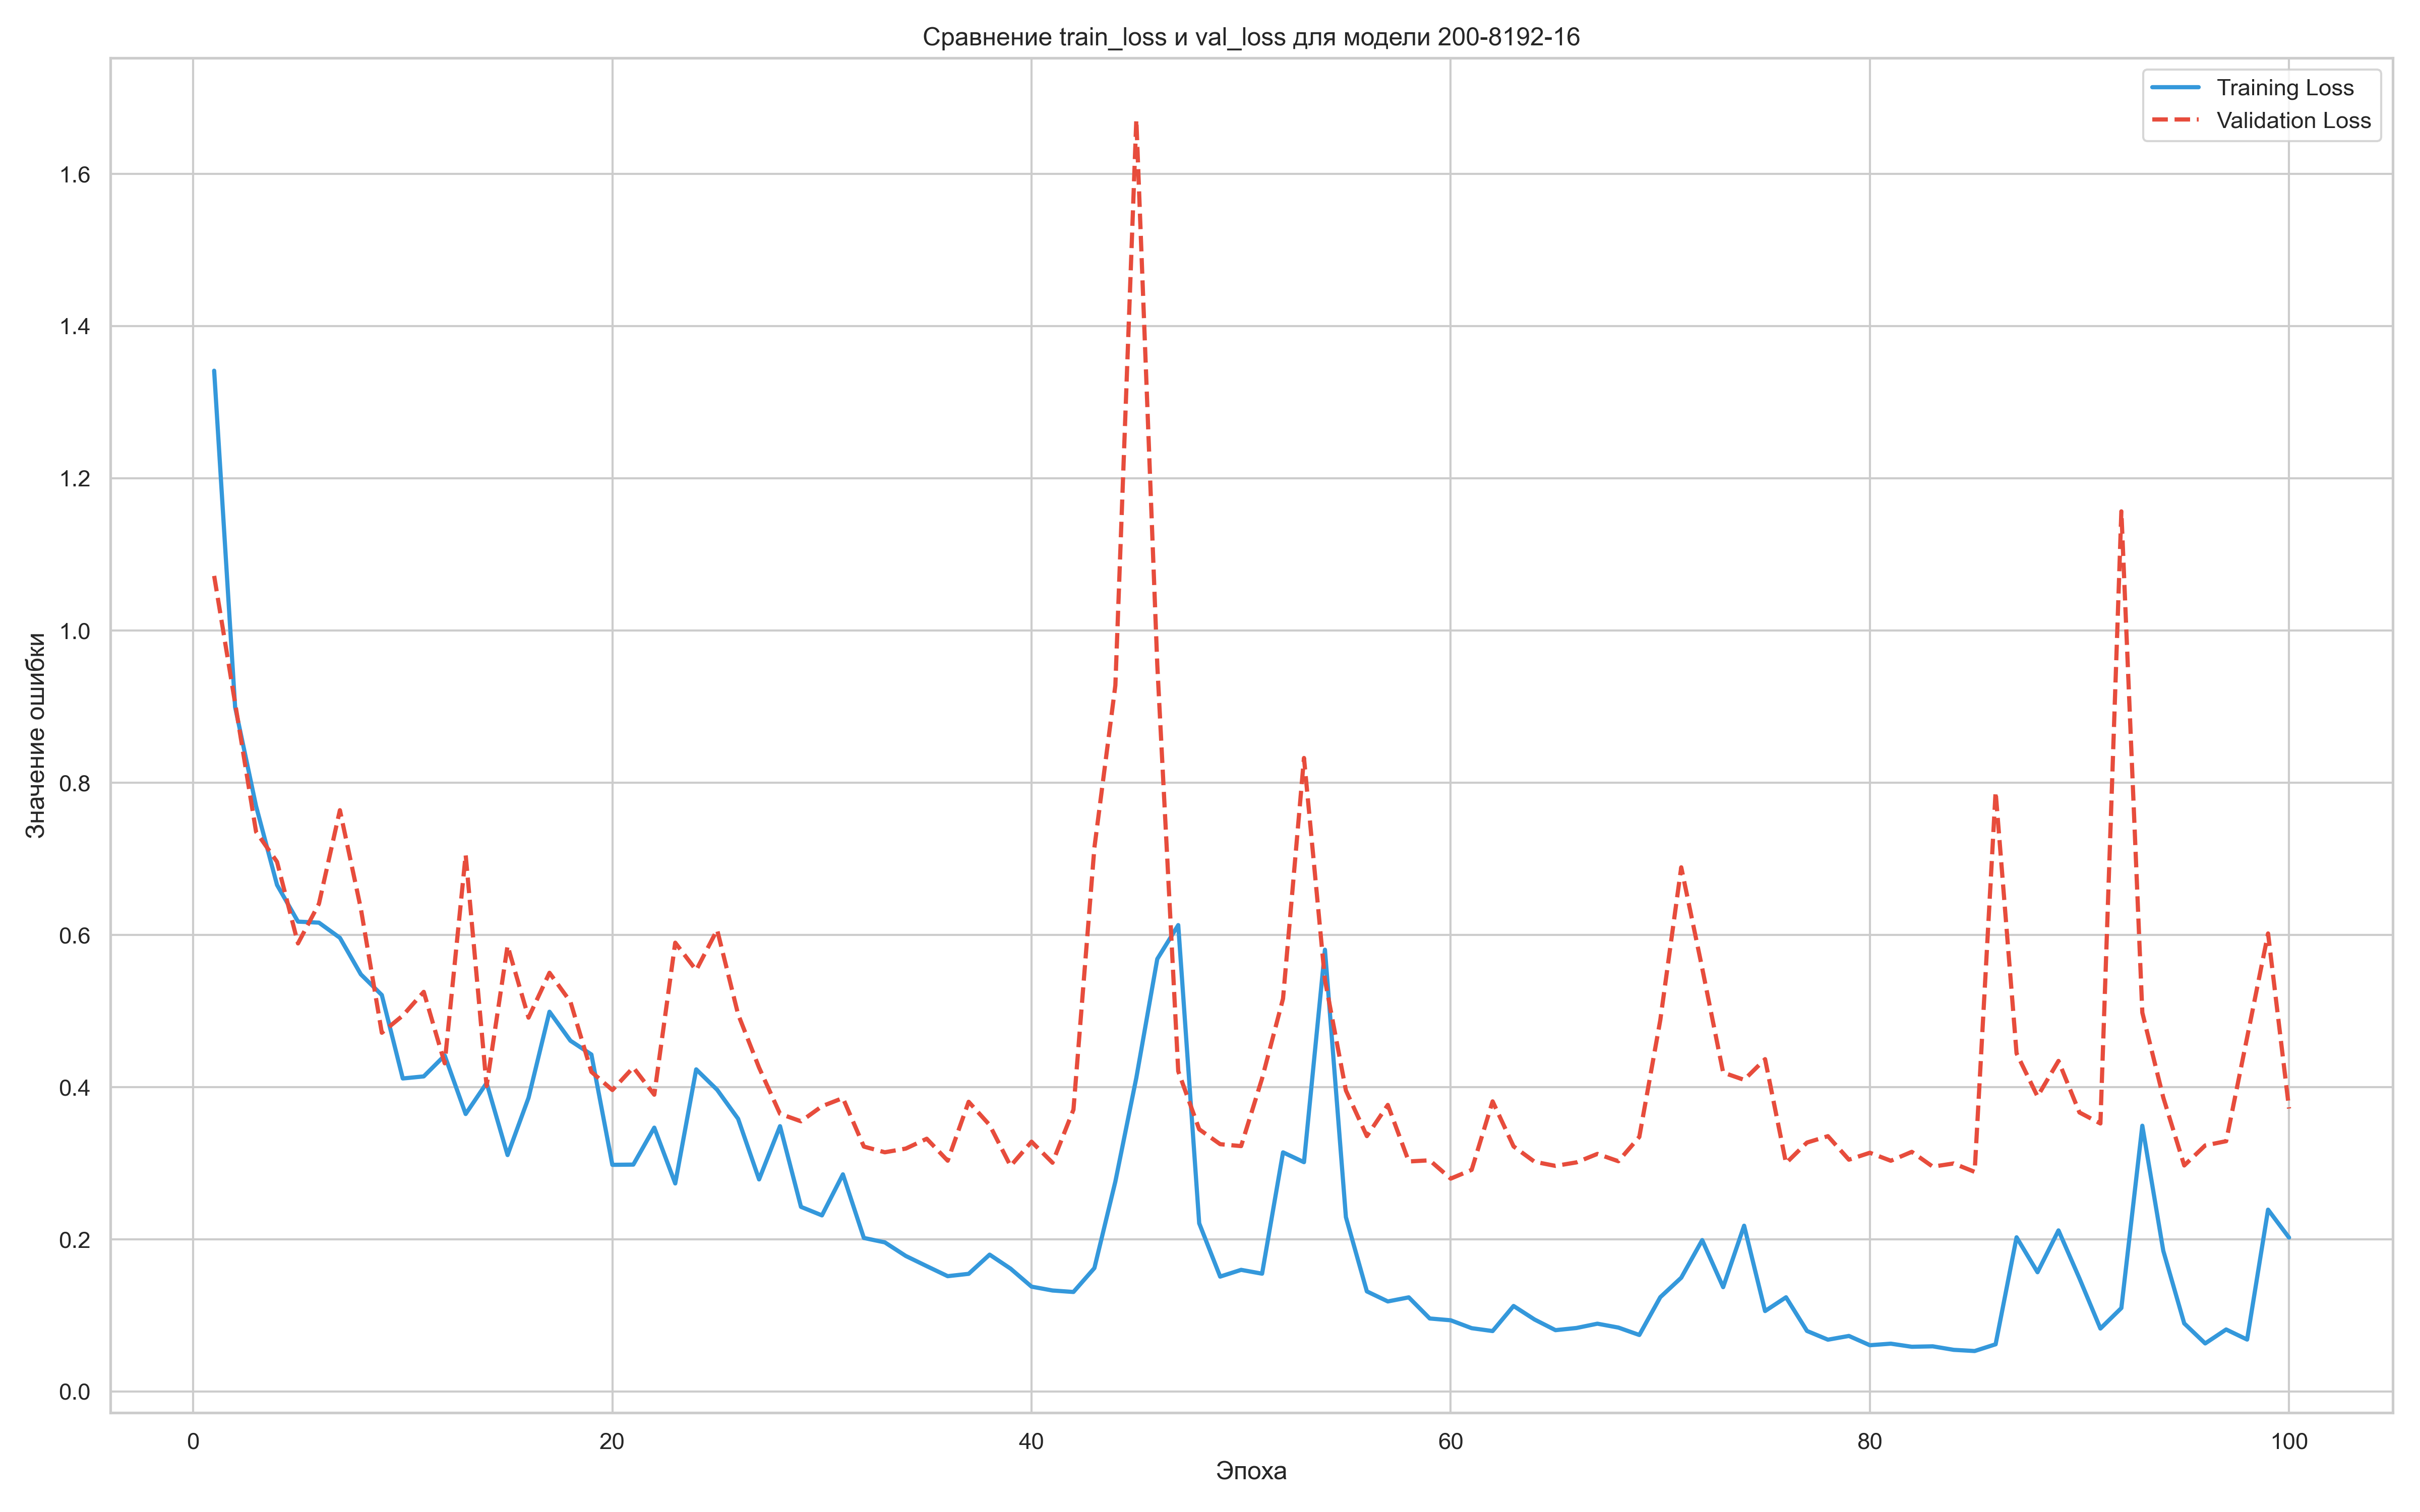 Сравнение train_loss и val_loss для модели 200-8192-16
Training Loss
Validation Loss
1.6
1.4
1.2
1.0
0.8
0.6
0.4
0.2
0.0
Значение ошибки
0 20 40 60 80 100
Эпоха